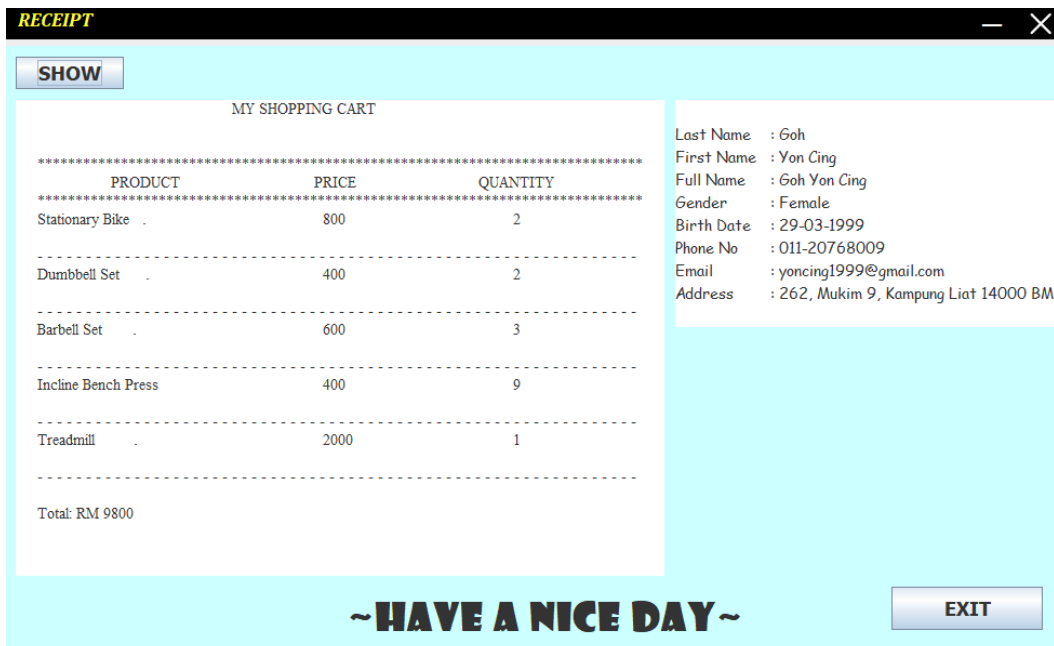 RECEIPT
SHOW
MY SHOPPING CART
********************************************************************************
PRODUCT PRICE QUANTITY
********************************************************************************
Stationary Bike . 800 2
- - - - - - - - - - - - - - - - - - - - - - - - - - - - - - - - - - - - - - - - - - - - - - - - - - - - - - - - - - - -
Dumbbell Set . 400 2
- - - - - - - - - - - - - - - - - - - - - - - - - - - - - - - - - - - - - - - - - - - - - - - - - - - - - - - - - - - -
Barbell Set . 600 3
- - - - - - - - - - - - - - - - - - - - - - - - - - - - - - - - - - - - - - - - - - - - - - - - - - - - - - - - - - - -
Incline Bench Press 400 9
- - - - - - - - - - - - - - - - - - - - - - - - - - - - - - - - - - - - - - - - - - - - - - - - - - - - - - - - - - - -
Treadmill . 2000 1
- - - - - - - - - - - - - - - - - - - - - - - - - - - - - - - - - - - - - - - - - - - - - - - - - - - - - - - - - - - -
Total: RM 9800
Last Name : Goh
First Name : Yon Cing
Full Name : Goh Yon Cing
Gender : Female
Birth Date : 29-03-1999
Phone No : 011-20768009
Email : yoncing1999@gmail.com
Address : 262, Mukim 9, Kampung Liat 14000 BM
~HAVE A NICE DAY~
EXIT